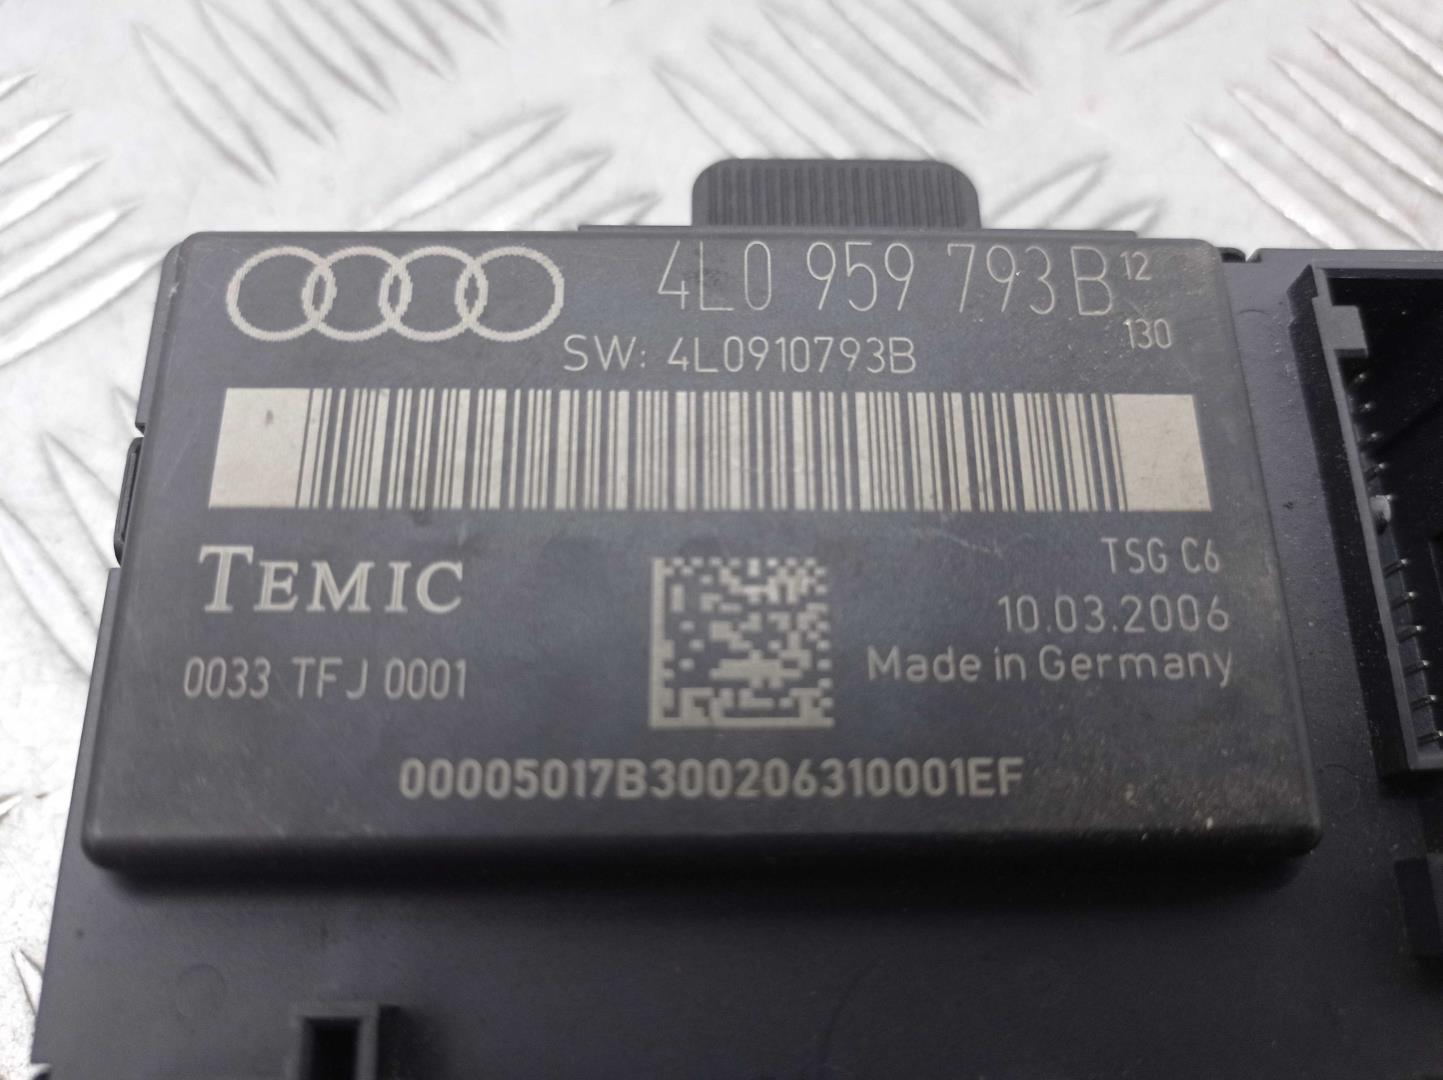 4L0 959 793 B 12
130
SW: 4L0910793B
TEMIC
TSG C6
10.03.2006
0033 TFJ 0001
Made in Germany
00005017B300206310001EF